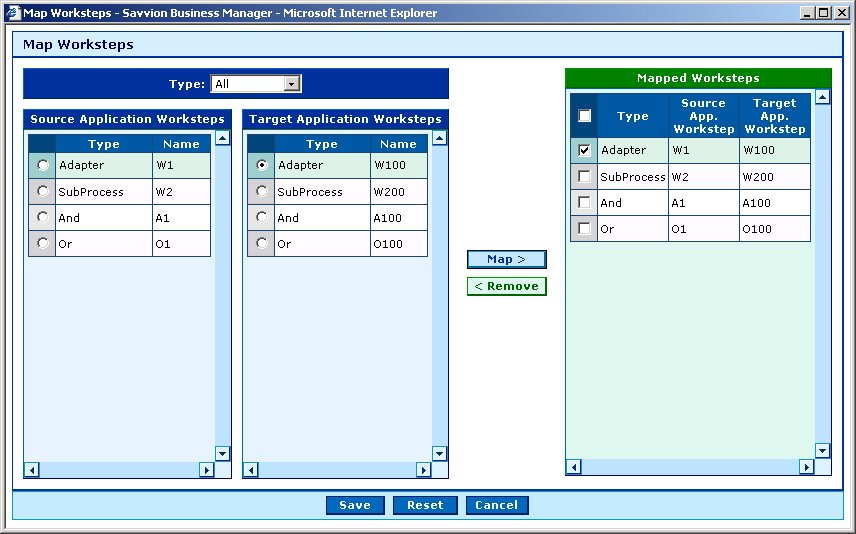 Map Worksteps - Savvion Business Manager - Microsoft Internet Explorer
Map Worksteps
Type: All
Source Application Worksteps
Type Name
Adapter W1
SubProcess W2
And A1
Or O1
Target Application Worksteps
Type Name
Adapter W100
SubProcess W200
And A100
Or O100
Map >
< Remove
Mapped Worksteps
Type Source App. Workstep Target App. Workstep
Adapter W1 W100
SubProcess W2 W200
And A1 A100
Or O1 O100
Save Reset Cancel